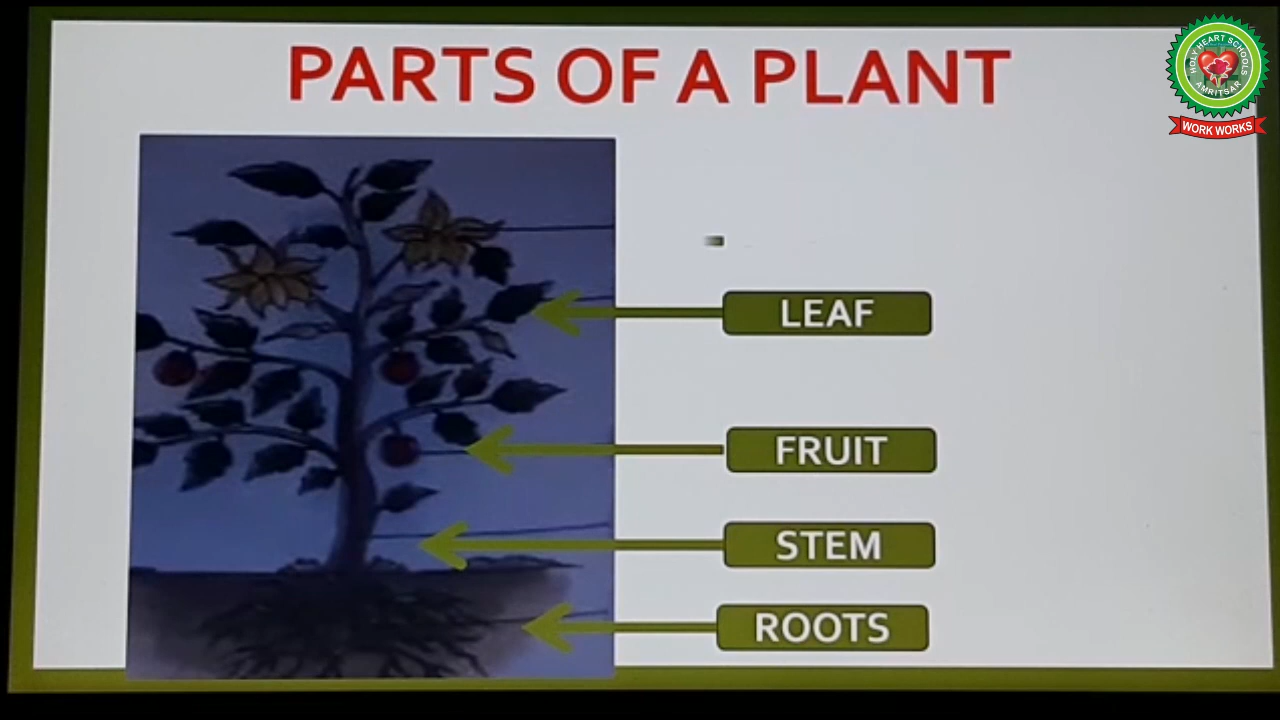 PARTS OF A PLANT
HOLY HEART SCHOOLS
AMRITSAR
WORK WORKS
LEAF
FRUIT
STEM
ROOTS